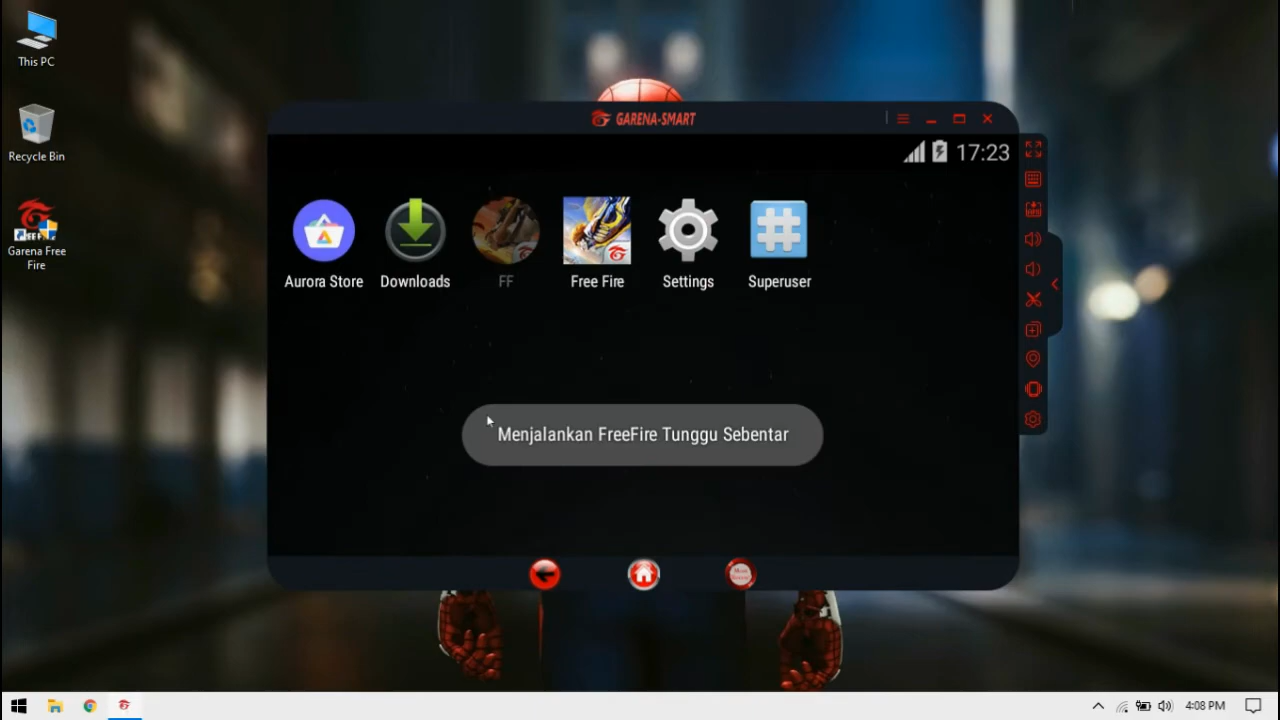 This PC
Recycle Bin
Garena Free
Fire
GARENA-SMART
17:23
Aurora Store
Downloads
FF
Free Fire
Settings
Superuser
Menjalankan FreeFire Tunggu Sebentar
4:08 PM